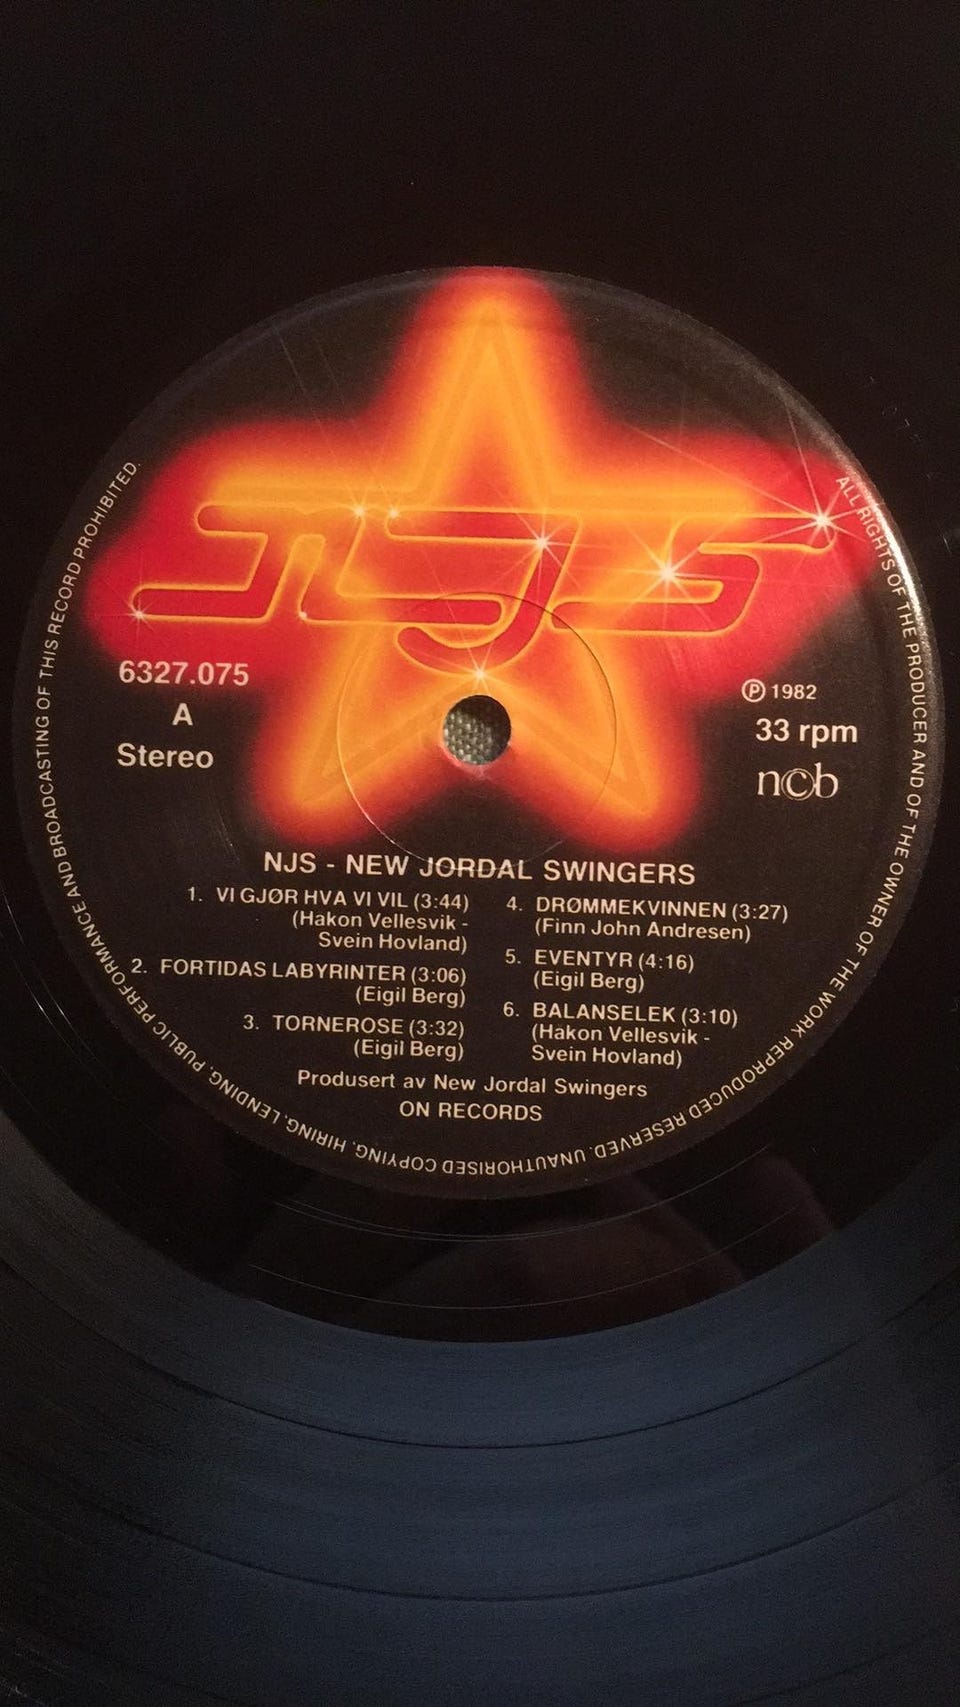 njs
6327.075
A
Stereo
℗ 1982
33 rpm
n©b
NJS - NEW JORDAL SWINGERS
1. VI GJØR HVA VI VIL (3:44)
(Hakon Vellesvik -
Svein Hovland)
2. FORTIDAS LABYRINTER (3:06)
(Eigil Berg)
3. TORNEROSE (3:32)
(Eigil Berg)
4. DRØMMEKVINNEN (3:27)
(Finn John Andresen)
5. EVENTYR (4:16)
(Eigil Berg)
6. BALANSELEK (3:10)
(Hakon Vellesvik -
Svein Hovland)
Produsert av New Jordal Swingers
ON RECORDS
ALL RIGHTS OF THE PRODUCER AND OF THE OWNER OF THE WORK REPRODUCED RESERVED. UNAUTHORISED COPYING, HIRING, LENDING, PUBLIC PERFORMANCE AND BROADCASTING OF THIS RECORD PROHIBITED.